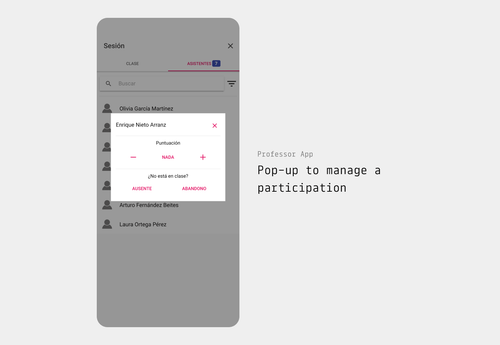 Sesión
CLASE
ASISTENTES 7
Buscar
Olivia García Martínez
Enrique Nieto Arranz
Puntuación
NADA
¿No está en clase?
AUSENTE
ABANDONO
Arturo Fernández Beites
Laura Ortega Pérez
Professor App
Pop-up to manage a
participation